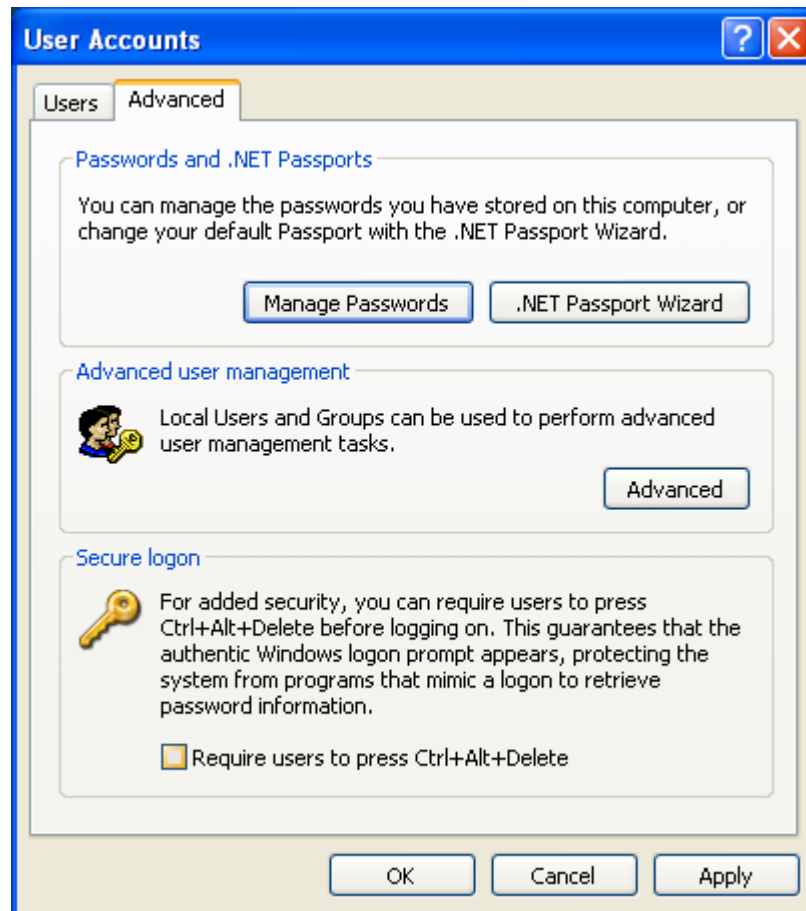 User Accounts
Users
Advanced
Passwords and .NET Passports
You can manage the passwords you have stored on this computer, or
change your default Passport with the .NET Passport Wizard.
Manage Passwords
.NET Passport Wizard
Advanced user management
Local Users and Groups can be used to perform advanced
user management tasks.
Advanced
Secure logon
For added security, you can require users to press
Ctrl+Alt+Delete before logging on. This guarantees that the
authentic Windows logon prompt appears, protecting the
system from programs that mimic a logon to retrieve
password information.
Require users to press Ctrl+Alt+Delete
OK
Cancel
Apply